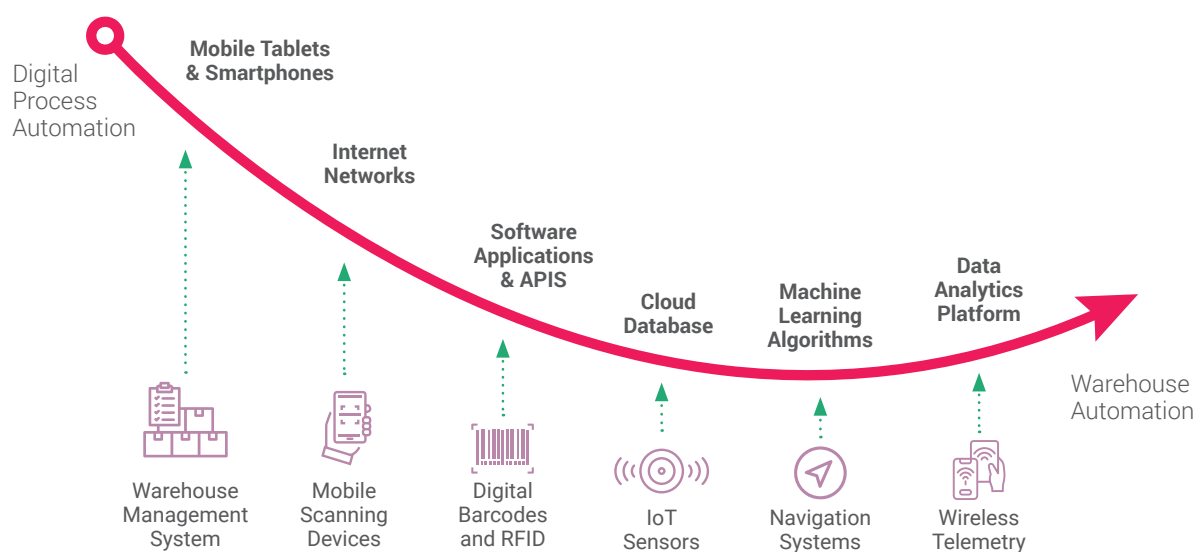 Mobile Tablets
& Smartphones
Digital
Process
Automation
Internet
Networks
Software
Applications
& APIS
Cloud
Database
Machine
Learning
Algorithms
Data
Analytics
Platform
Warehouse
Automation
Warehouse
Management
System
Mobile
Scanning
Devices
Digital
Barcodes
and RFID
IoT
Sensors
Navigation
Systems
Wireless
Telemetry